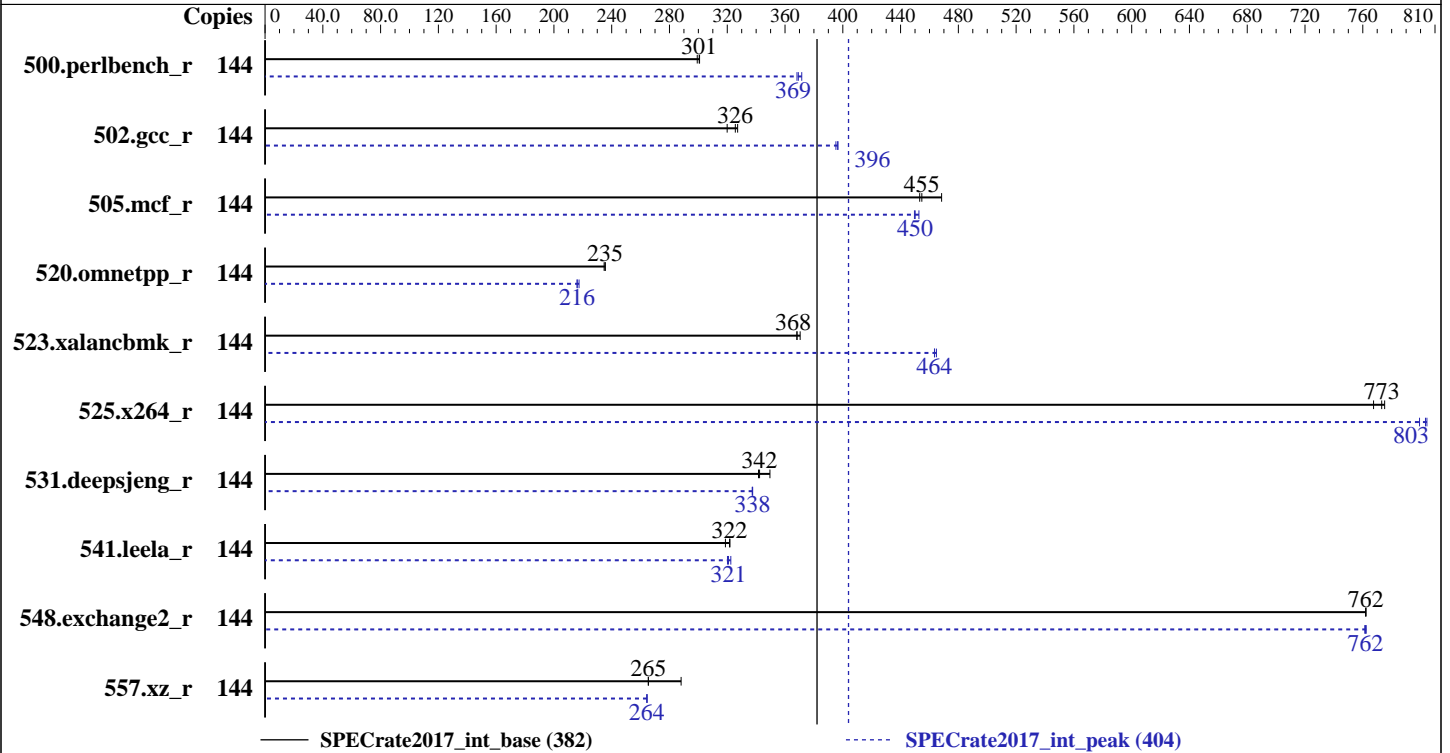 Copies 0 40.0 80.0 120 160 200 240 280 320 360 400 440 480 520 560 600 640 680 720 760 810
301
500.perlbench_r 144
369
326
502.gcc_r 144
396
455
505.mcf_r 144
450
235
520.omnetpp_r 144
216
368
523.xalancbmk_r 144
464
773
525.x264_r 144
803
342
531.deepsjeng_r 144
338
322
541.leela_r 144
321
762
548.exchange2_r 144
762
265
557.xz_r 144
264
SPECrate2017_int_base (382) SPECrate2017_int_peak (404)